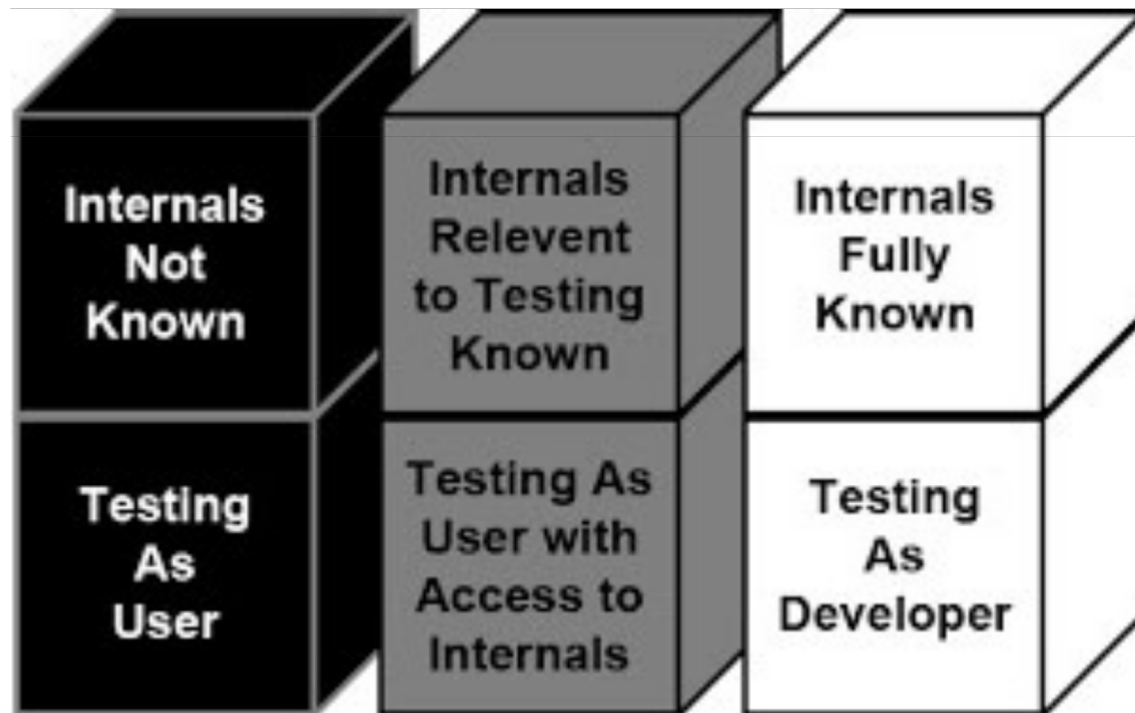 Internals
Not
Known
Testing
As
User
Internals
Relevent
to Testing
Known
Testing As
User with
Access to
Internals
Internals
Fully
Known
Testing
As
Developer